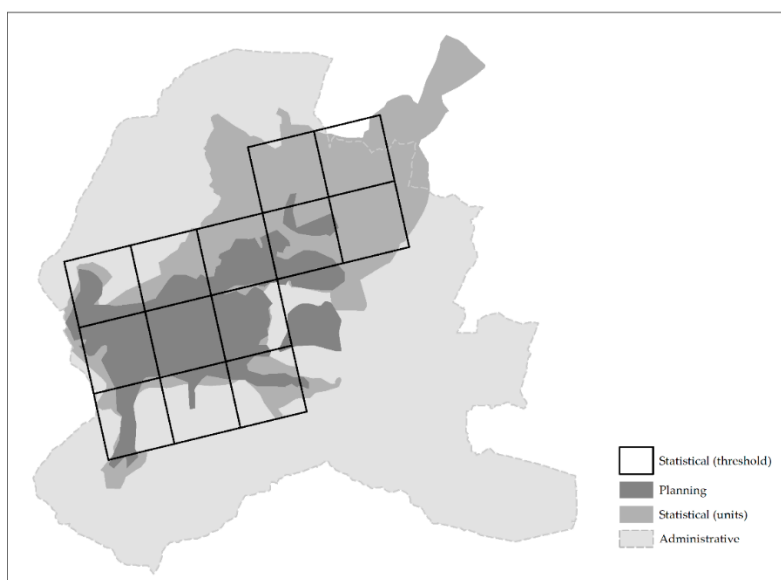 Statistical (threshold)
Planning
Statistical (units)
Administrative